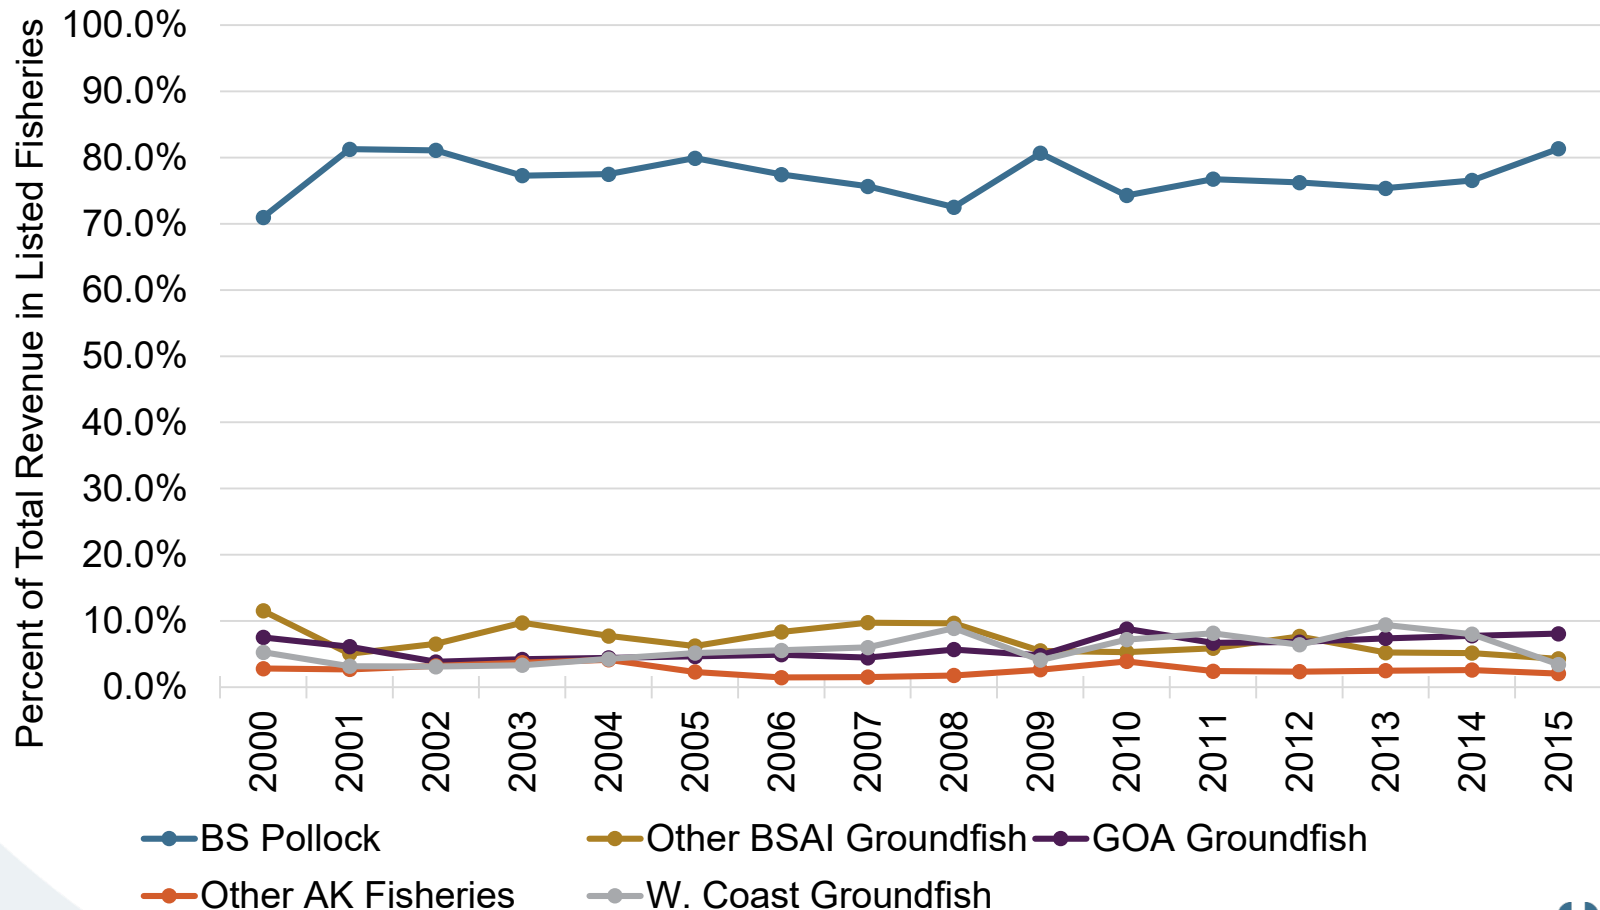 Percent of Total Revenue in Listed Fisheries
100.0%
90.0%
80.0%
70.0%
60.0%
50.0%
40.0%
30.0%
20.0%
10.0%
0.0%
2000 2001 2002 2003 2004 2005 2006 2007 2008 2009 2010 2011 2012 2013 2014 2015
BS Pollock Other BSAI Groundfish GOA Groundfish
Other AK Fisheries W. Coast Groundfish